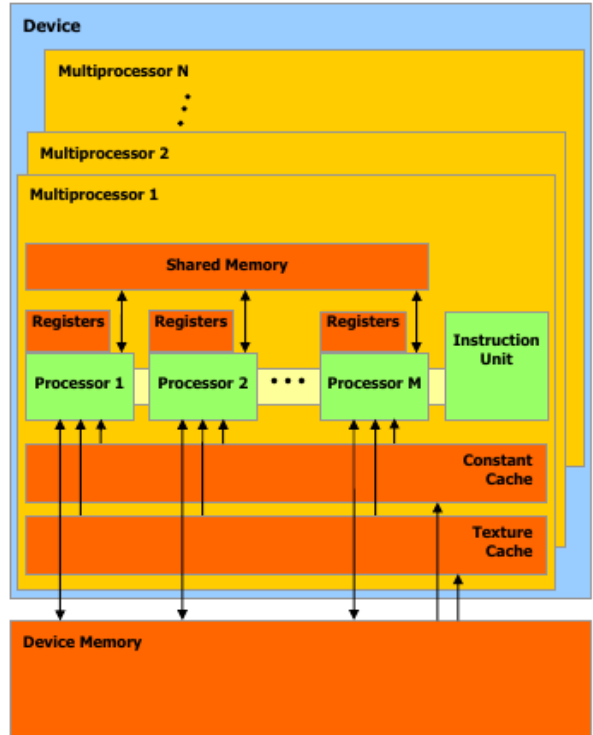 Device
Multiprocessor N
Multiprocessor 2
Multiprocessor 1
Shared Memory
Registers
Registers
Registers
Instruction
Unit
Processor 1
Processor 2
Processor M
Constant
Cache
Texture
Cache
Device Memory